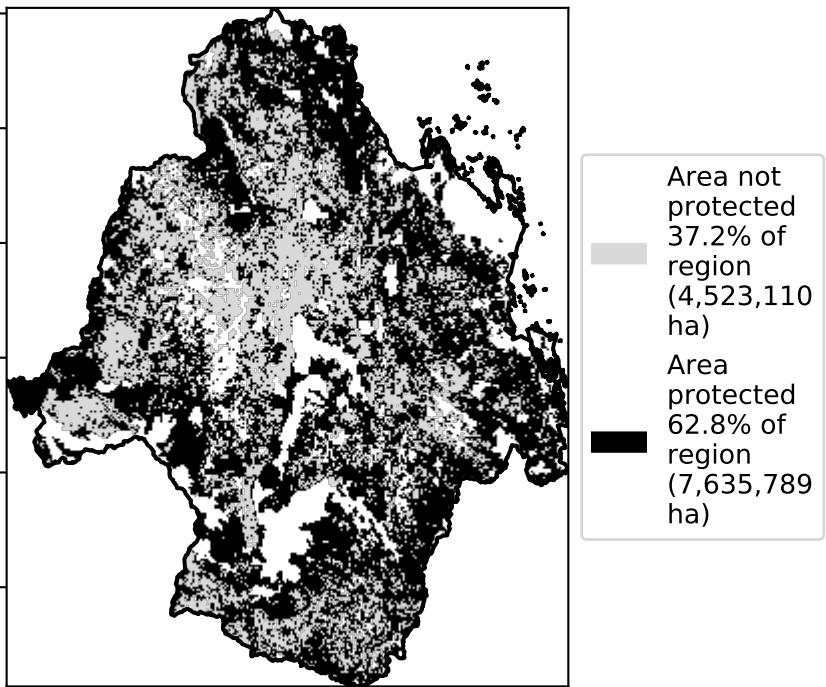 Area not
protected
37.2% of
region
(4,523,110
ha)
Area
protected
62.8% of
region
(7,635,789
ha)